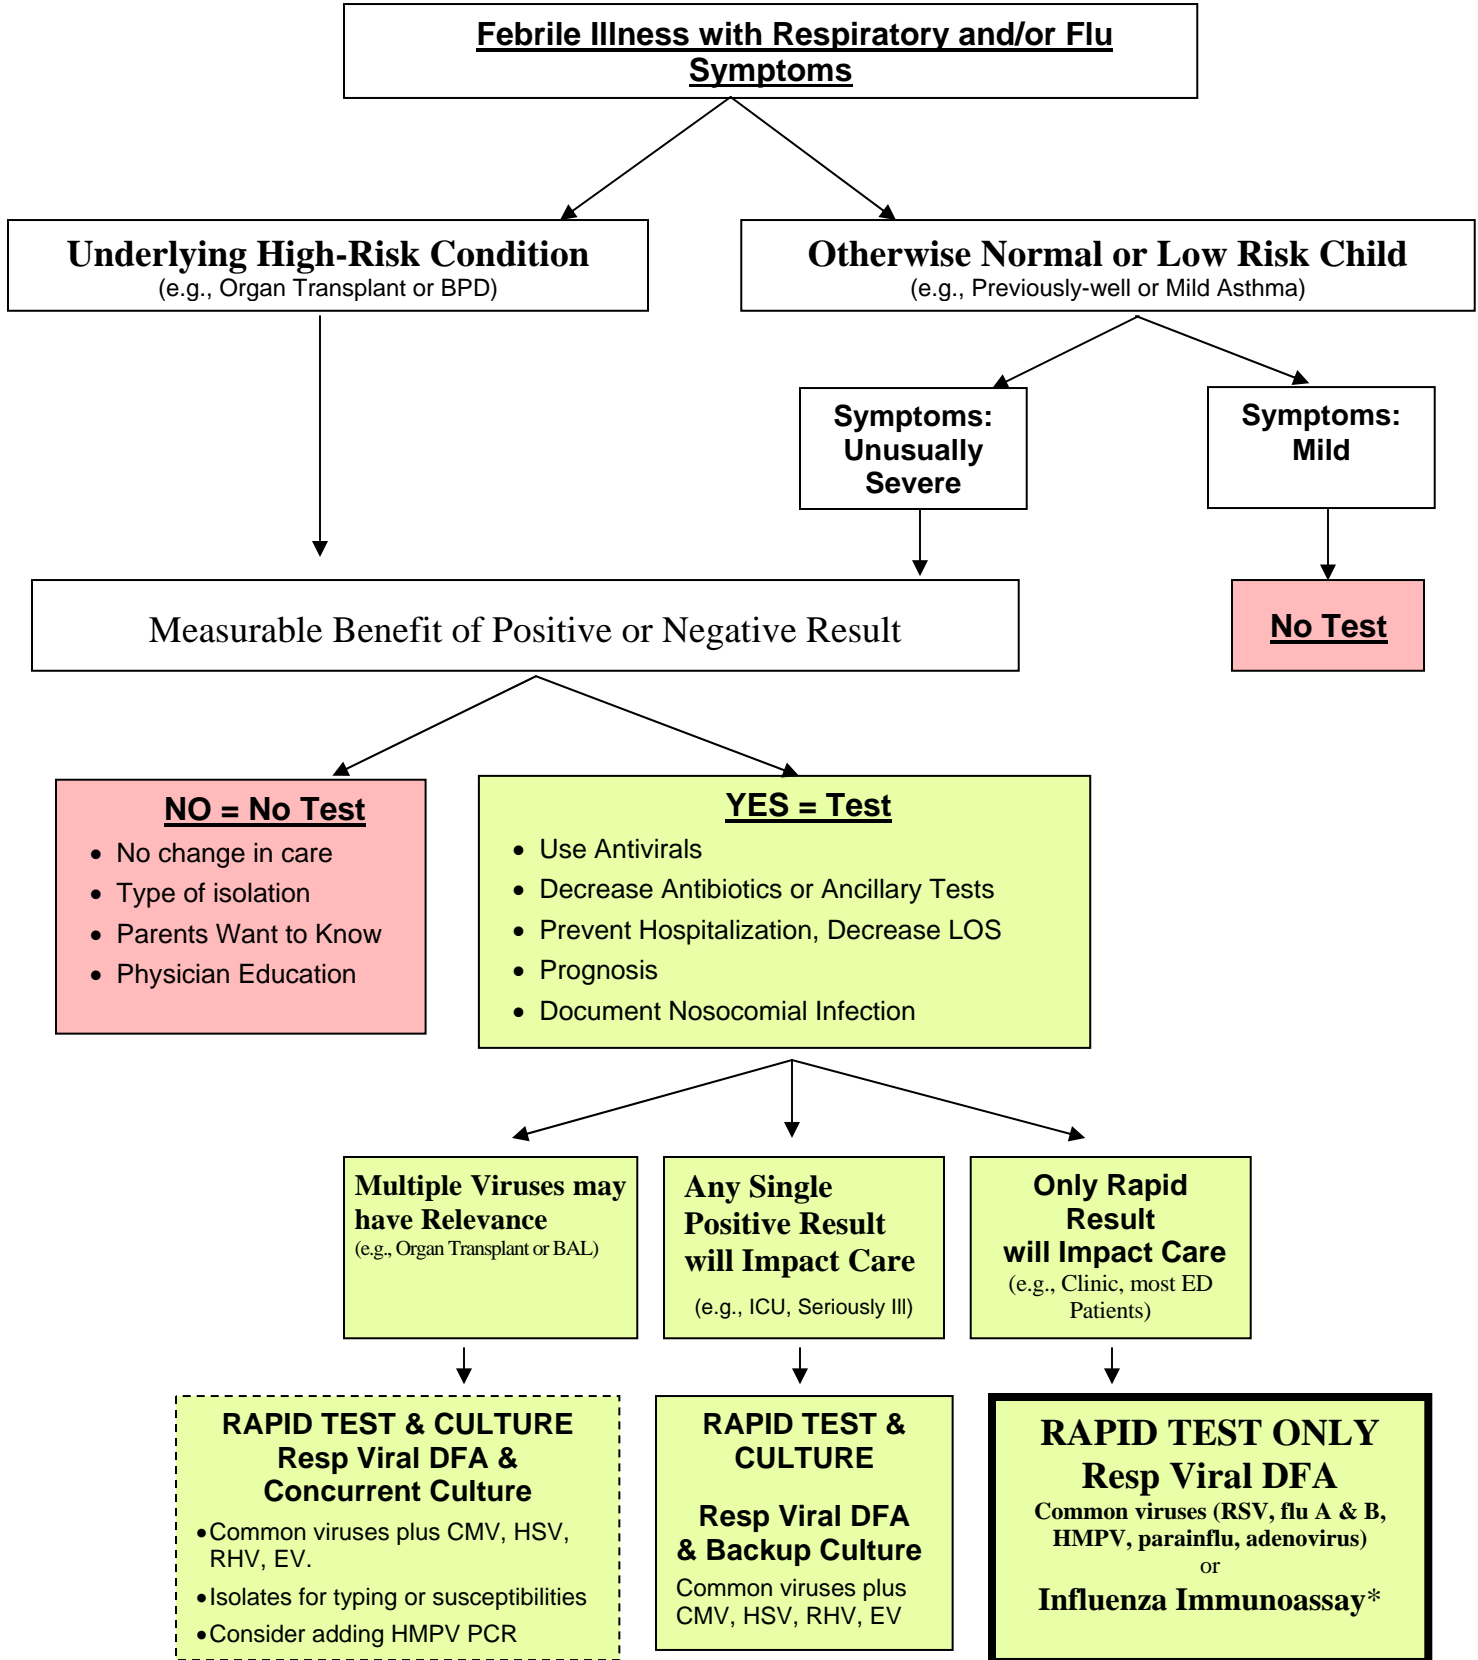 Febrile Illness with Respiratory and/or Flu
Symptoms
Underlying High-Risk Condition
(e.g., Organ Transplant or BPD)
Otherwise Normal or Low Risk Child
(e.g., Previously-well or Mild Asthma)
Symptoms:
Unusually
Severe
Symptoms:
Mild
Measurable Benefit of Positive or Negative Result
No Test
NO = No Test
• No change in care
• Type of isolation
• Parents Want to Know
• Physician Education
YES = Test
• Use Antivirals
• Decrease Antibiotics or Ancillary Tests
• Prevent Hospitalization, Decrease LOS
• Prognosis
• Document Nosocomial Infection
Multiple Viruses may
have Relevance
(e.g., Organ Transplant or BAL)
Any Single
Positive Result
will Impact Care
(e.g., ICU, Seriously Ill)
Only Rapid
Result
will Impact Care
(e.g., Clinic, most ED
Patients)
RAPID TEST & CULTURE
Resp Viral DFA &
Concurrent Culture
• Common viruses plus CMV, HSV,
RHV, EV.
• Isolates for typing or susceptibilities
• Consider adding HMPV PCR
RAPID TEST &
CULTURE
Resp Viral DFA
& Backup Culture
Common viruses plus
CMV, HSV, RHV, EV
RAPID TEST ONLY
Resp Viral DFA
Common viruses (RSV, flu A & B,
HMPV, parainflu, adenovirus)
or
Influenza Immunoassay*